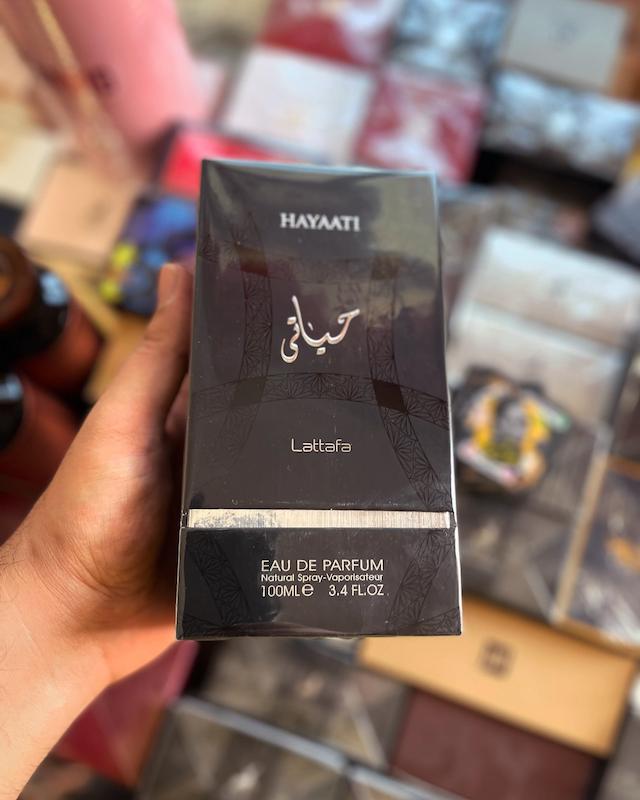 HAYAATI
حياتي
Lattafa
EAU DE PARFUM
Natural Spray-Vaporisateur
100ML℮ 3.4 FL.OZ